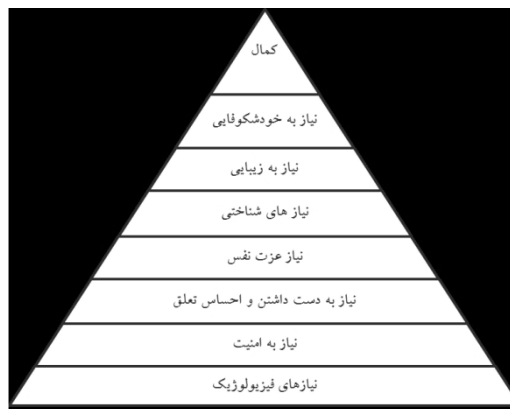 کمال
نیاز به خودشکوفایی
نیاز به زیبایی
نیاز های شناختی
نیاز عزت نفس
نیاز به دست داشتن و احساس تعلق
نیاز به امنیت
نیازهای فیزیولوژیک